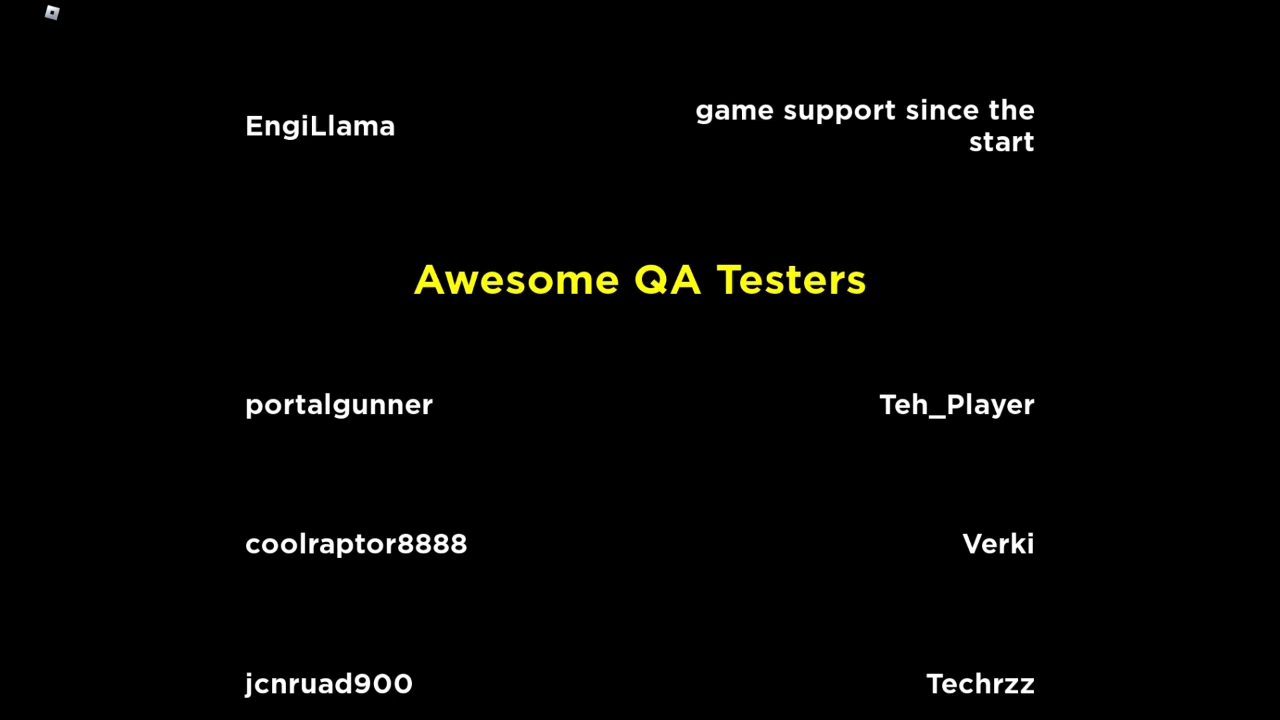 EngiLlama
game support since the
start
Awesome QA Testers
portalgunner
Teh_Player
coolraptor8888
Verki
jcnruad900
Techrzz